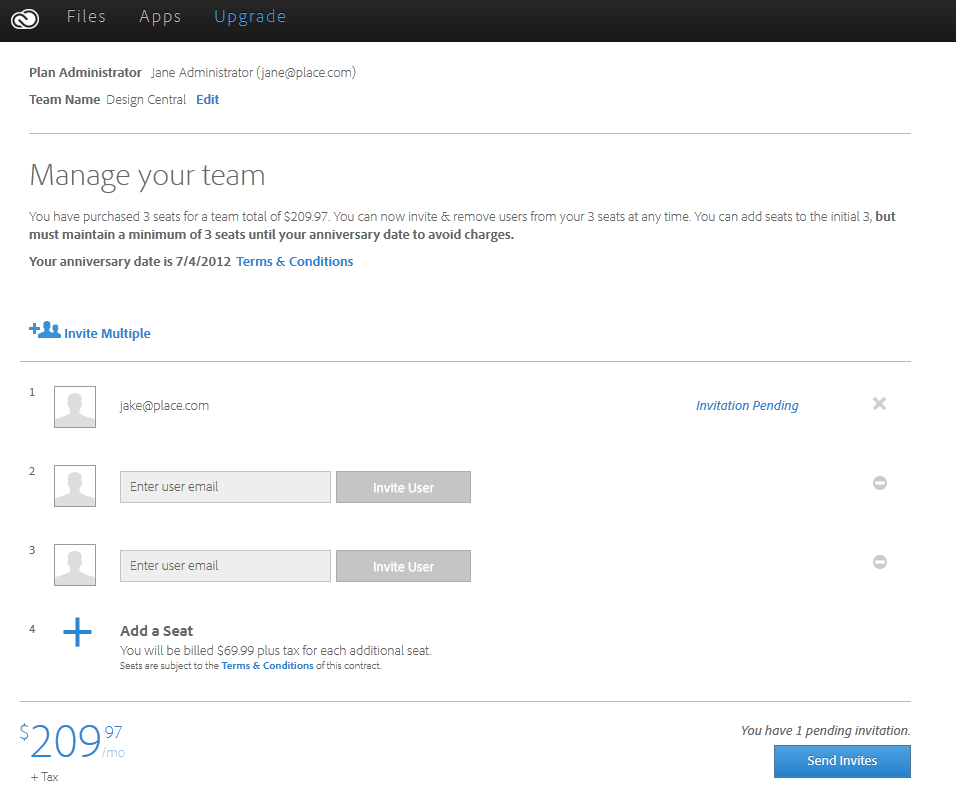 Files Apps Upgrade
Plan Administrator Jane Administrator (jane@place.com)
Team Name Design Central Edit
Manage your team
You have purchased 3 seats for a team total of $209.97. You can now invite & remove users from your 3 seats at any time. You can add seats to the initial 3, but
must maintain a minimum of 3 seats until your anniversary date to avoid charges.
Your anniversary date is 7/4/2012 Terms & Conditions
Invite Multiple
1
jake@place.com Invitation Pending
2
Enter user email Invite User
3
Enter user email Invite User
4 Add a Seat
You will be billed $69.99 plus tax for each additional seat.
Seats are subject to the Terms & Conditions of this contract.
$209 97 /mo
+ Tax
You have 1 pending invitation.
Send Invites